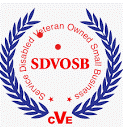 Service Disabled Veteran Owned Small Business
SDVOSB
CVE